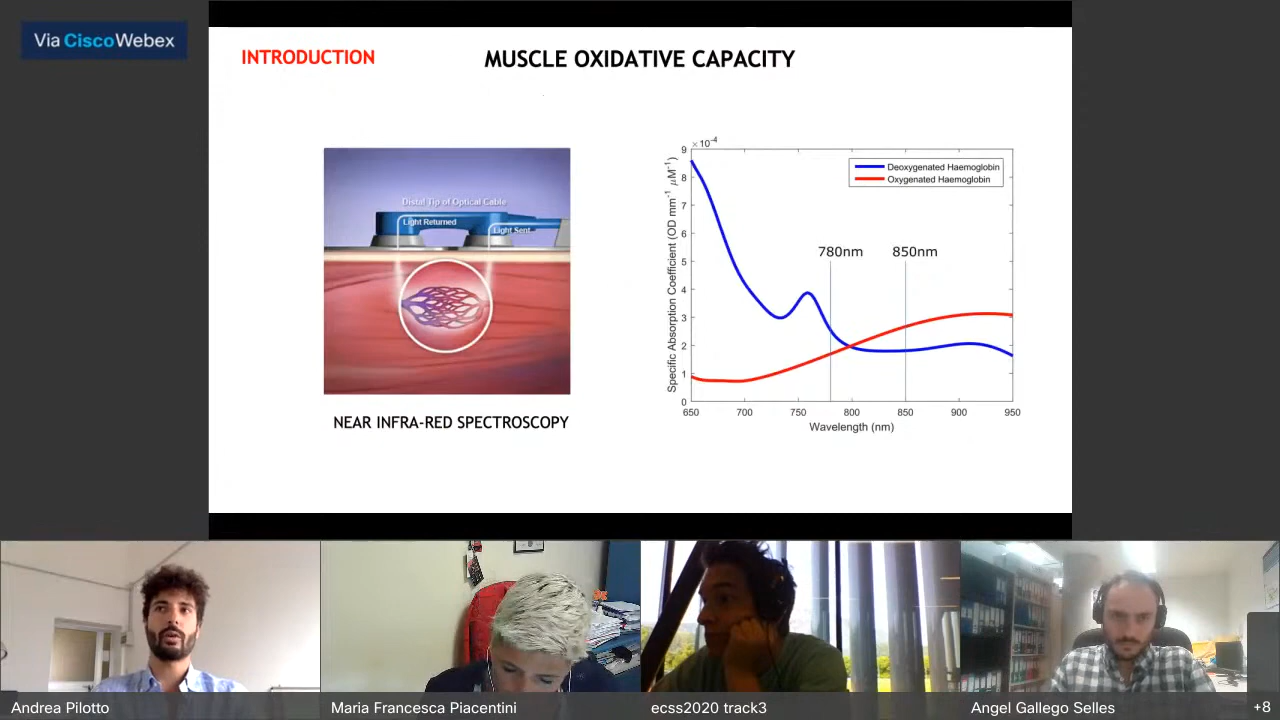 Via Cisco Webex
INTRODUCTION
MUSCLE OXIDATIVE CAPACITY
Distal Tip of Optical Cable
Light Returned
Light Sent
NEAR INFRA-RED SPECTROSCOPY
× 10⁻⁴
Deoxygenated Haemoglobin
Oxygenated Haemoglobin
780nm
850nm
9
8
7
6
5
4
3
2
1
0
Specific Absorption Coefficient (OD mm⁻¹ μM⁻¹)
650 700 750 800 850 900 950
Wavelength (nm)
Andrea Pilotto
Maria Francesca Piacentini
ecss2020 track3
Angel Gallego Selles
+8